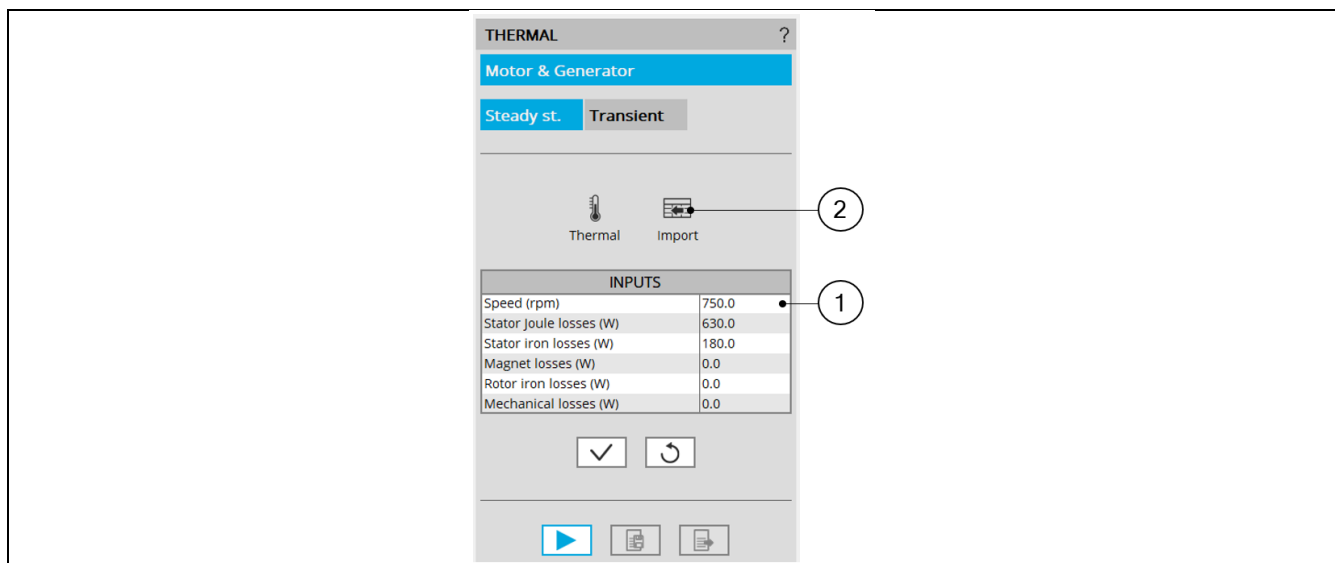 THERMAL ?
Motor & Generator
Steady st. Transient
2
Thermal Import
INPUTS
Speed (rpm) 750.0
1
Stator Joule losses (W) 630.0
Stator iron losses (W) 180.0
Magnet losses (W) 0.0
Rotor iron losses (W) 0.0
Mechanical losses (W) 0.0